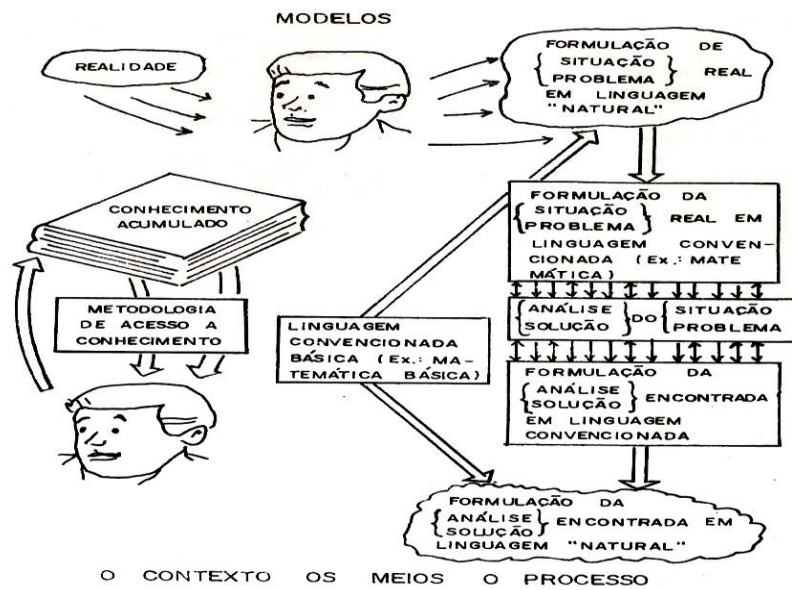 MODELOS
REALIDADE
FORMULAÇÃO DE
SITUAÇÃO
PROBLEMA
REAL
EM LINGUAGEM
"NATURAL"
CONHECIMENTO
ACUMULADO
METODOLOGIA
DE ACESSO A
CONHECIMENTO
LINGUAGEM
CONVENCIONADA
BÁSICA (EX.: MA-
TEMÁTICA BÁSICA)
FORMULAÇÃO DA
SITUAÇÃO
PROBLEMA
REAL EM
LINGUAGEM CONVEN-
CIONADA (Ex.: MATE
MÁTICA)
ANÁLISE
SOLUÇÃO
DO
SITUAÇÃO
PROBLEMA
FORMULAÇÃO DA
ANÁLISE
SOLUÇÃO
ENCONTRADA
EM LINGUAGEM
CONVENCIONADA
FORMULAÇÃO DA
ANÁLISE
SOLUÇÃO
ENCONTRADA EM
LINGUAGEM "NATURAL"
O CONTEXTO OS MEIOS O PROCESSO